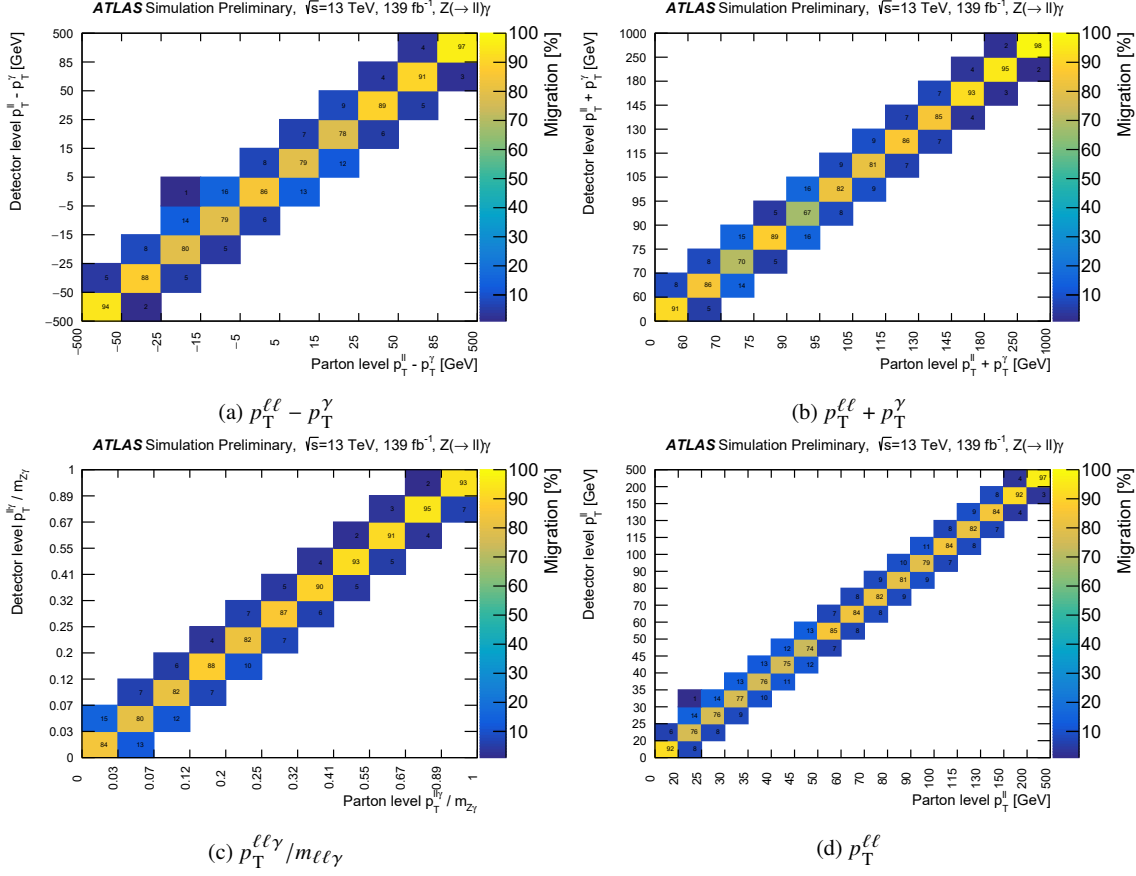 ATLAS Simulation Preliminary, √s=13 TeV, 139 fb⁻¹, Z(→ ll)γ
Detector level p_T^ll - p_T^γ [GeV]
500
85
50
25
15
5
−5
−15
−25
−50
−500
5 97
4 91 3
9 89 5
7 78 6
8 79 12
1 16 86 13
14 79 6
8 80 5
5 88 5
94 2
−500 −50 −25 −15 −5 5 15 25 50 85 500
Parton level p_T^ll - p_T^γ [GeV]
100
90
80
70
60
50
40
30
20
10
Migration [%]
(a) p_T^ℓℓ − p_T^γ
ATLAS Simulation Preliminary, √s=13 TeV, 139 fb⁻¹, Z(→ ll)γ
Detector level p_T^ll + p_T^γ [GeV]
1000
250
180
145
130
115
105
95
90
75
70
60
0
2 98
4 95 2
7 93 3
7 85 4
9 86 7
9 81 7
16 82 9
5 67 6
15 89 16
8 70 5
8 86 14
91 5
0 60 70 75 90 95 105 115 130 145 180 250 1000
Parton level p_T^ll + p_T^γ [GeV]
100
90
80
70
60
50
40
30
20
10
Migration [%]
(b) p_T^ℓℓ + p_T^γ
ATLAS Simulation Preliminary, √s=13 TeV, 139 fb⁻¹, Z(→ ll)γ
Detector level p_T^llγ / m_Zγ
1
0.89
0.67
0.55
0.41
0.32
0.25
0.2
0.12
0.07
0.03
0
2 93
3 95 7
2 91 4
4 93 5
5 90 5
7 87 6
4 82 7
6 88 10
7 82 7
15 80 12
84 13
0 0.03 0.07 0.12 0.2 0.25 0.32 0.41 0.55 0.67 0.89 1
Parton level p_T^llγ / m_Zγ
100
90
80
70
60
50
40
30
20
10
Migration [%]
(c) p_T^ℓℓγ/m_ℓℓγ
ATLAS Simulation Preliminary, √s=13 TeV, 139 fb⁻¹, Z(→ ll)γ
Detector level p_T^ll [GeV]
500
200
150
130
115
100
90
80
70
60
50
45
40
35
30
25
20
0
4 97
8 92 3
9 84 4
8 82 7
11 84 8
10 79 7
9 81 9
8 82 9
7 84 8
13 85 8
12 74 7
13 75 12
13 76 11
1 14 77 10
14 76 9
6 76 8
92 8
0 20 25 30 35 40 45 50 60 70 80 90 100 115 130 150 200 500
Parton level p_T^ll [GeV]
100
90
80
70
60
50
40
30
20
10
Migration [%]
(d) p_T^ℓℓ